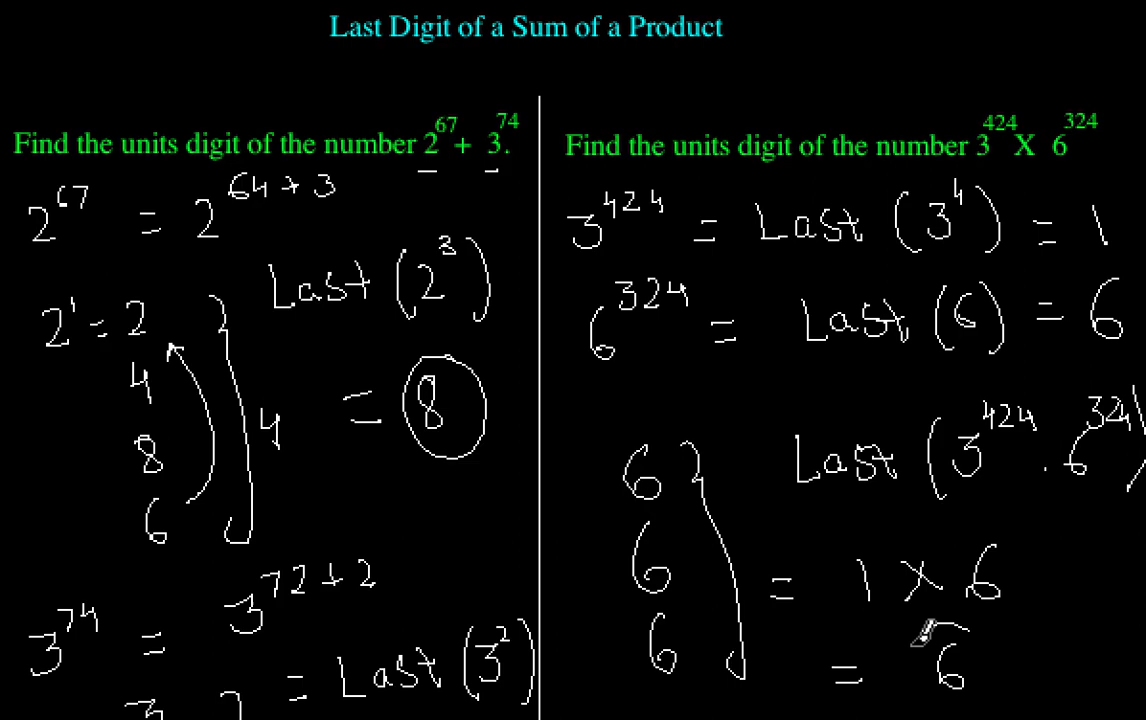 Last Digit of a Sum of a Product
Find the units digit of the number 2^67 + 3^74.
2^67 = 2^64+3
Last (2^3)
2^1 = 2
4
8
6
} 4
= 8
3^74 = 3^72+2
= Last (3^2)
Find the units digit of the number 3^424 X 6^324
3^424 = Last (3^4) = 1
6^324 = Last (6) = 6
Last (3^424 . 6^324)
6 }
6
6
= 1 × 6
= 6